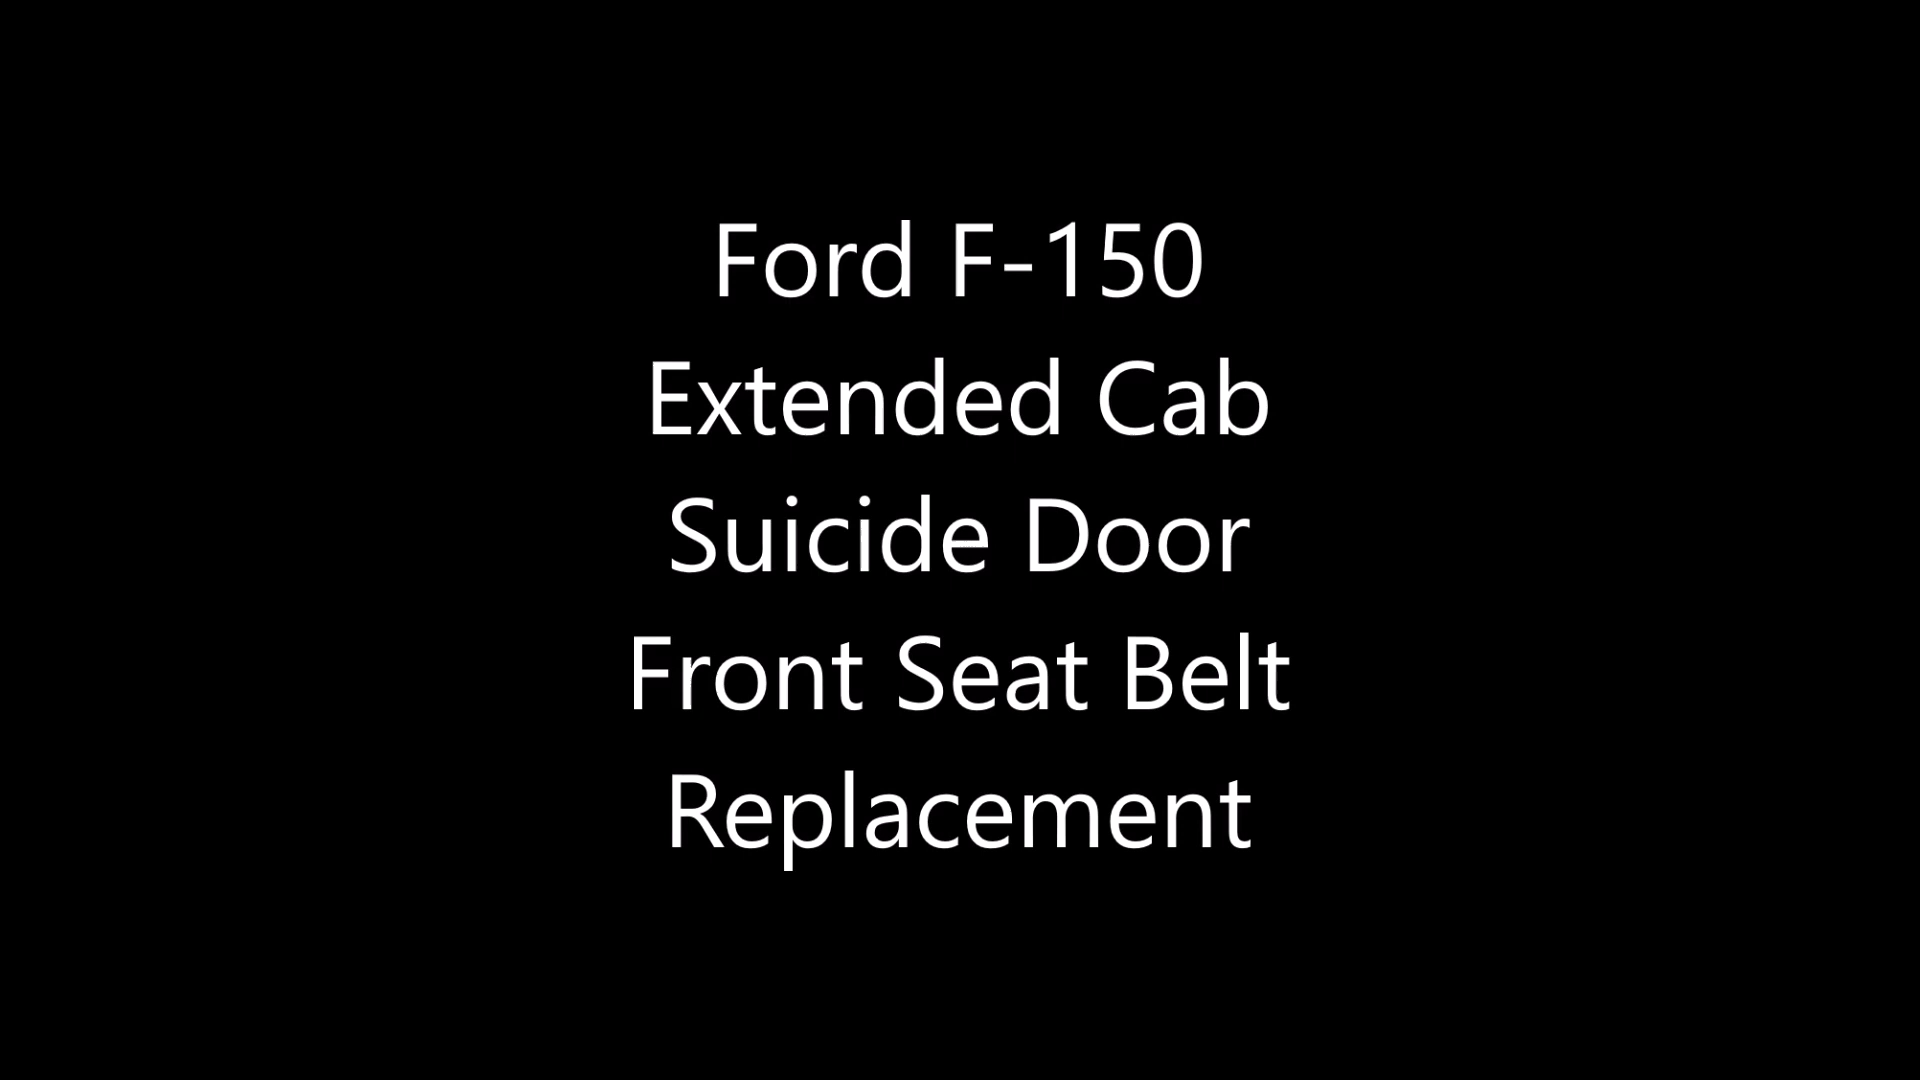 Ford F-150
Extended Cab
Suicide Door
Front Seat Belt
Replacement